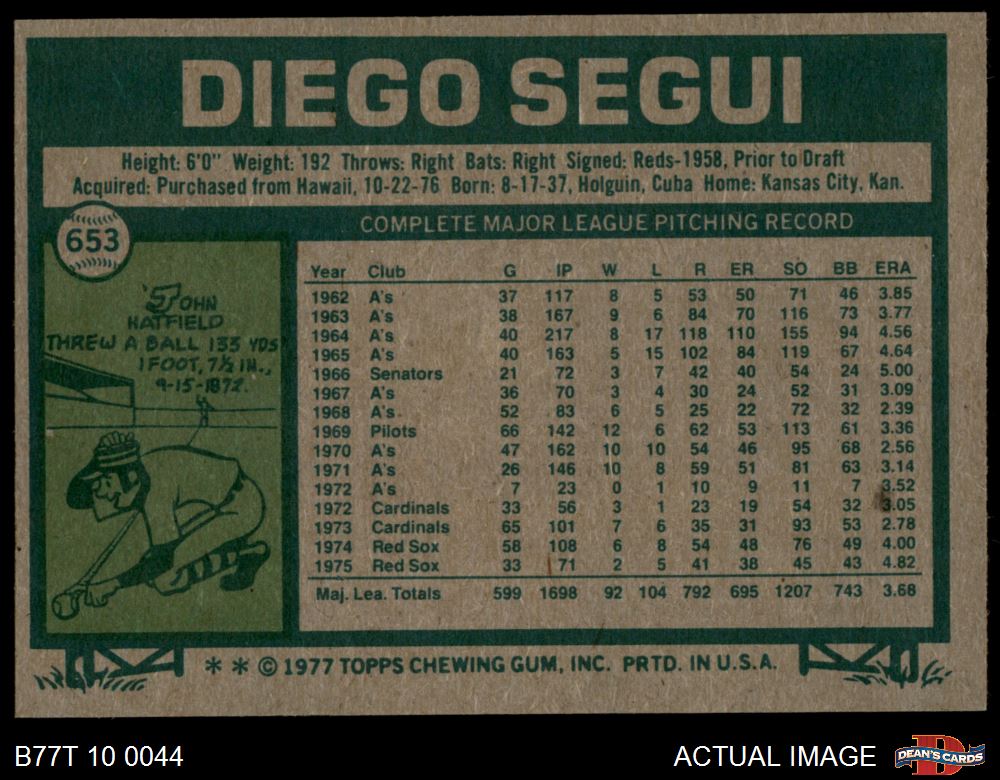 DIEGO SEGUI
Height: 6'0" Weight: 192 Throws: Right Bats: Right Signed: Reds-1958, Prior to Draft
Acquired: Purchased from Hawaii, 10-22-76 Born: 8-17-37, Holguin, Cuba Home: Kansas City, Kan.
653
COMPLETE MAJOR LEAGUE PITCHING RECORD
JOHN
HATFIELD
THREW A BALL 133 YDS
1 FOOT, 7½ IN.,
9-15-1872.
Year Club G IP W L R ER SO BB ERA
1962 A's 37 117 8 5 53 50 71 46 3.85
1963 A's 38 167 9 6 84 70 116 73 3.77
1964 A's 40 217 8 17 118 110 155 94 4.56
1965 A's 40 163 5 15 102 84 119 67 4.64
1966 Senators 21 72 3 7 42 40 54 24 5.00
1967 A's 36 70 3 4 30 24 52 31 3.09
1968 A's 52 83 6 5 25 22 72 32 2.39
1969 Pilots 66 142 12 6 62 53 113 61 3.36
1970 A's 47 162 10 10 54 46 95 68 2.56
1971 A's 26 146 10 8 59 51 81 63 3.14
1972 A's 7 23 0 1 10 9 11 7 3.52
1972 Cardinals 33 56 3 1 23 19 54 32 3.05
1973 Cardinals 65 101 7 6 35 31 93 53 2.78
1974 Red Sox 58 108 6 8 54 48 76 49 4.00
1975 Red Sox 33 71 2 5 41 38 45 43 4.82
Maj. Lea. Totals 599 1698 92 104 792 695 1207 743 3.68
* * © 1977 TOPPS CHEWING GUM, INC. PRTD. IN U.S.A.
B77T 10 0044
ACTUAL IMAGE
D
DEAN'S CARDS